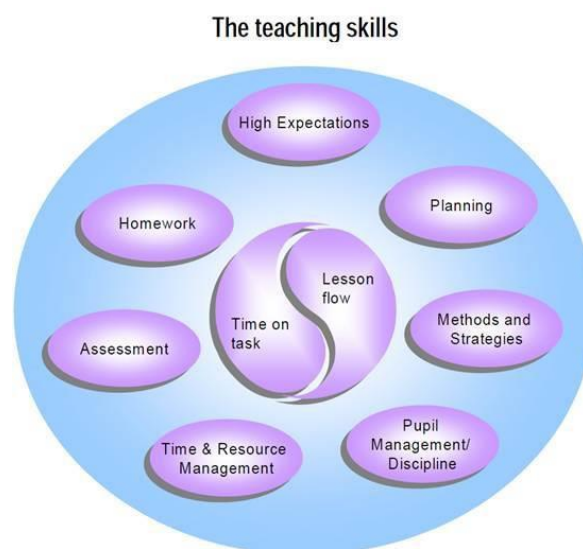 The teaching skills
High Expectations
Planning
Homework
Lesson
flow
Time on
task
Methods and
Strategies
Assessment
Pupil
Management/
Discipline
Time & Resource
Management